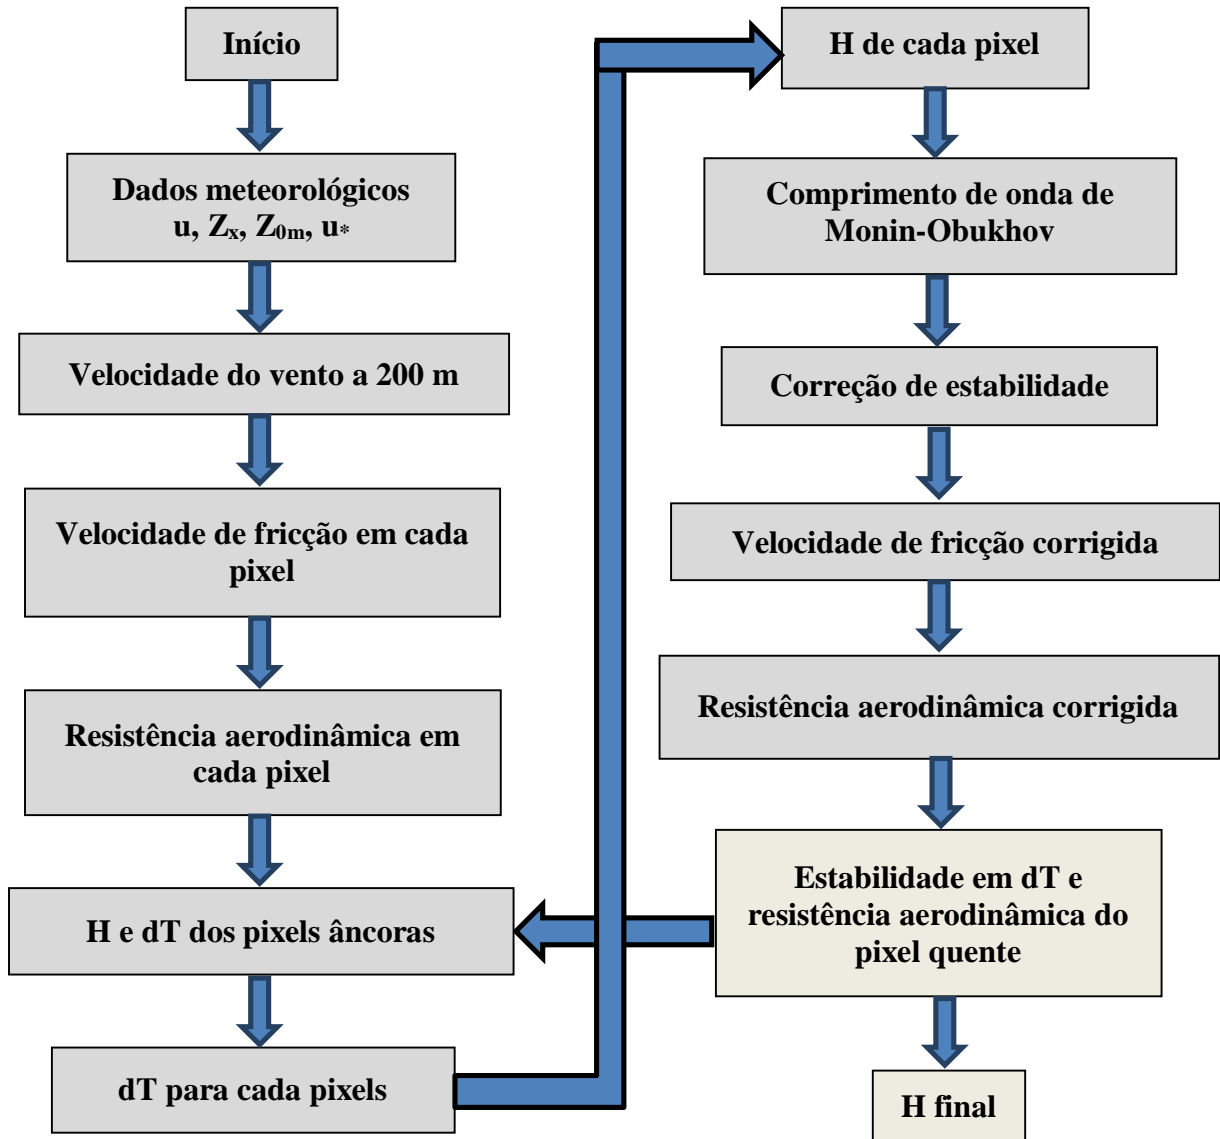 Início
Dados meteorológicos
u, Zₓ, Z₀ₘ, u*
Velocidade do vento a 200 m
Velocidade de fricção em cada
pixel
Resistência aerodinâmica em
cada pixel
H e dT dos pixels âncoras
dT para cada pixels
H de cada pixel
Comprimento de onda de
Monin-Obukhov
Correção de estabilidade
Velocidade de fricção corrigida
Resistência aerodinâmica corrigida
Estabilidade em dT e
resistência aerodinâmica do
pixel quente
H final